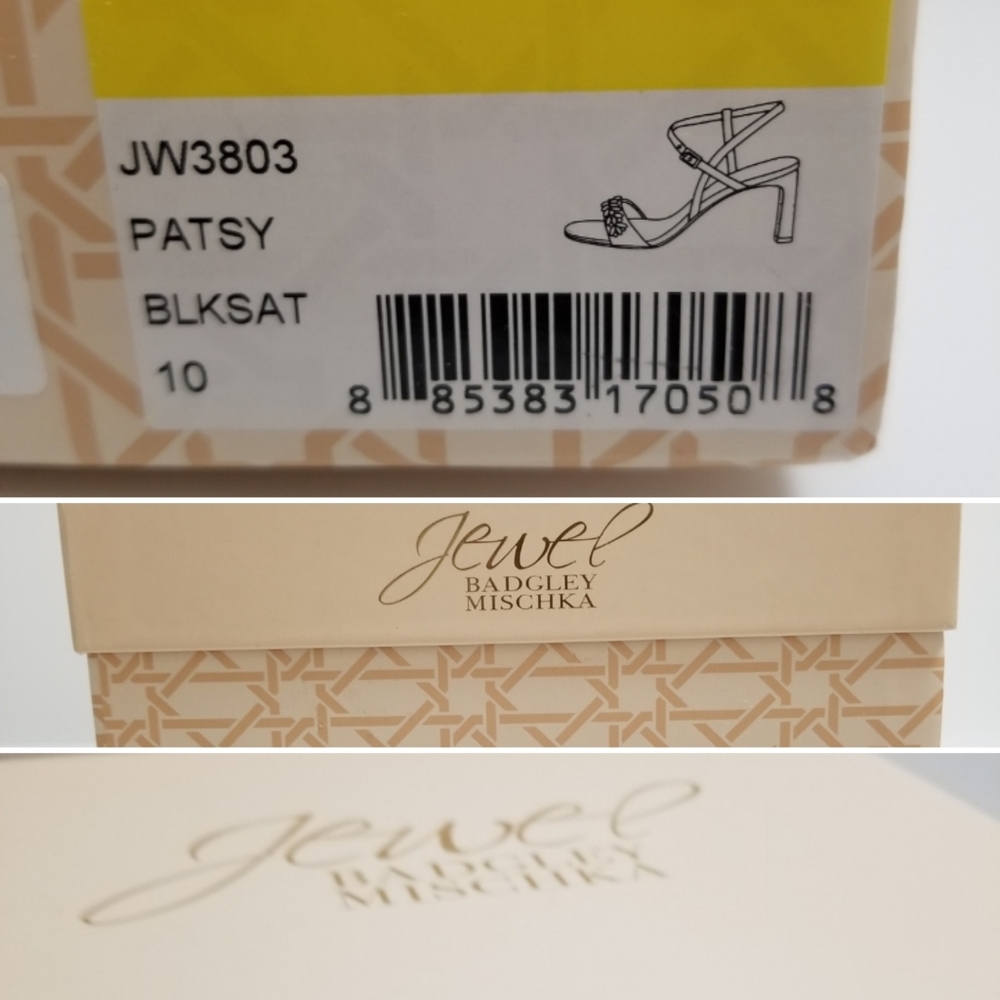 JW3803
PATSY
BLKSAT
10
8 85383 17050 8
Jewel
BADGLEY
MISCHKA
Jewel
BADGLEY
MISCHKA